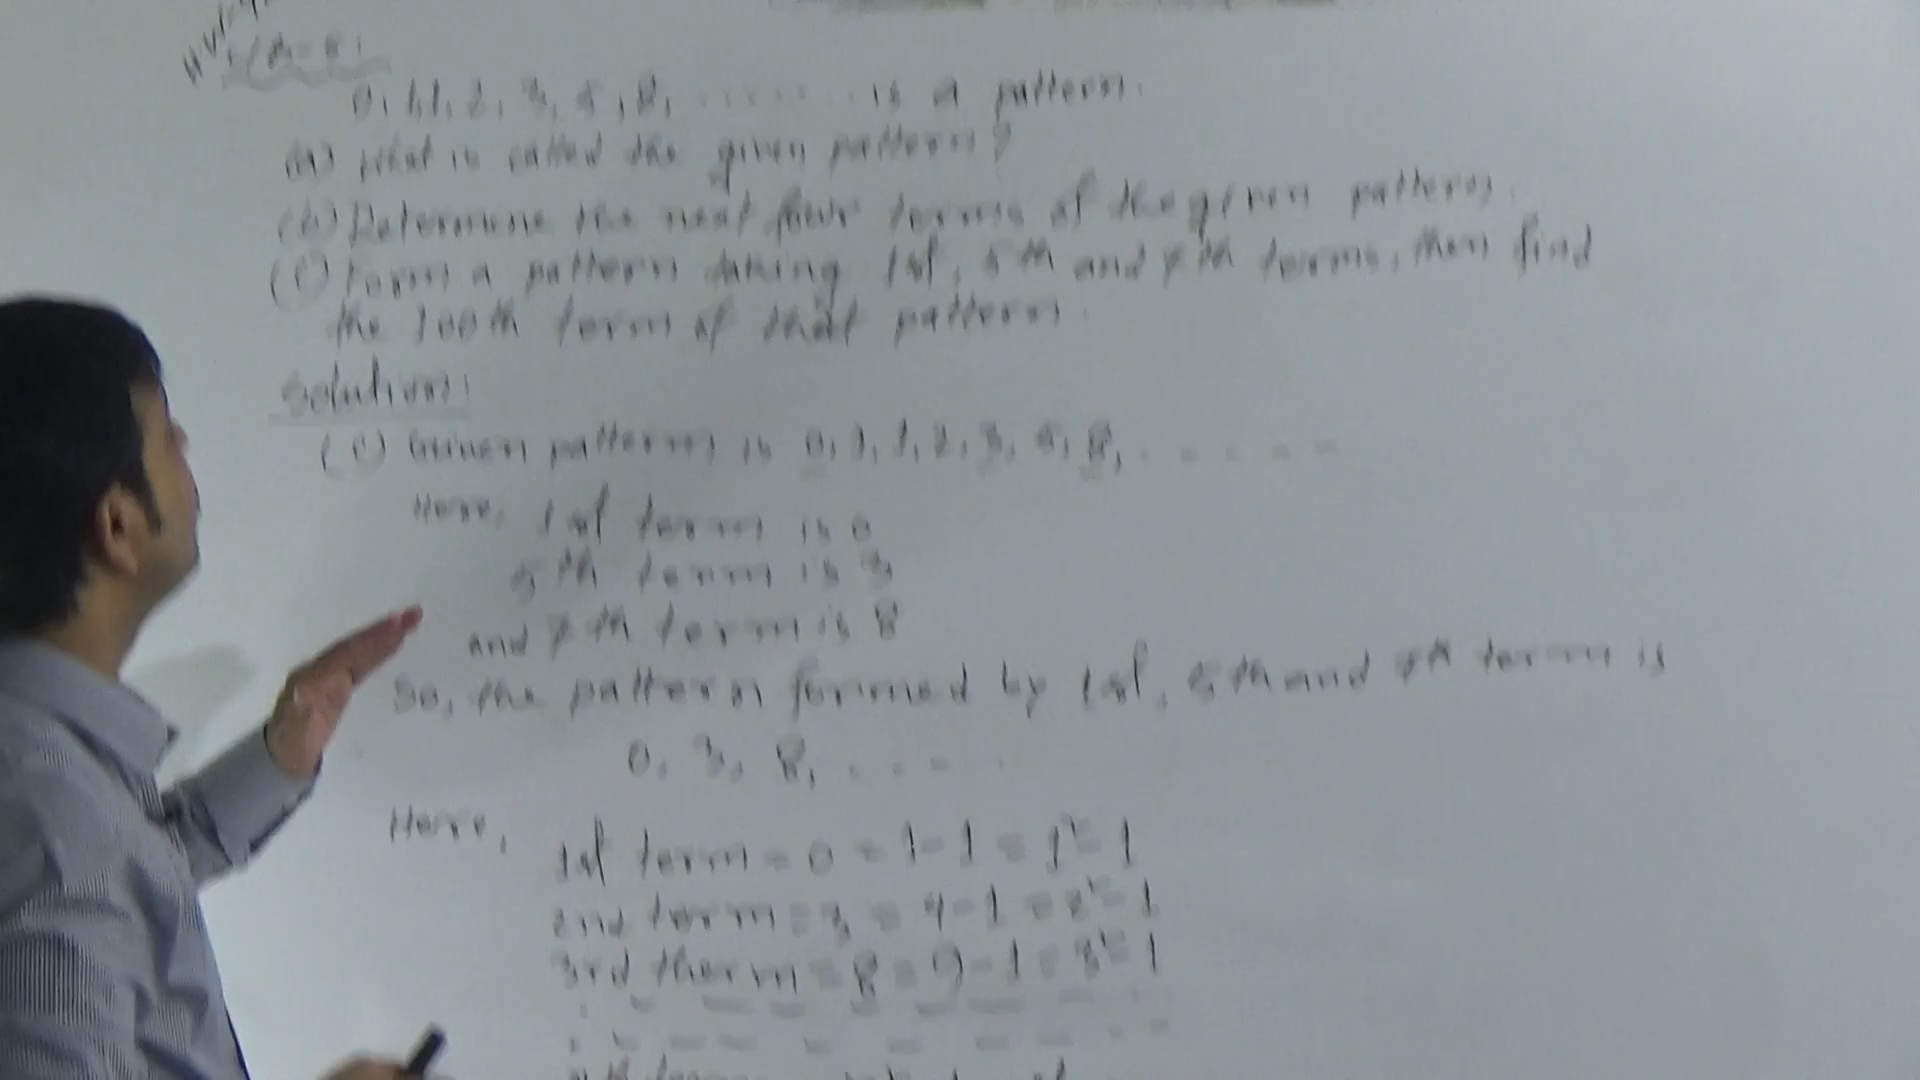 0, 1, 1, 2, 3, 5, 8, ........ is a pattern.
(a) What is called the given pattern?
(b) Determine the next four terms of the given pattern.
(c) Form a pattern taking 1st, 5th and 7th terms, then find
the 100th term of that pattern.
Solution:
(c) Given pattern is 0, 1, 1, 2, 3, 5, 8, . - - - - -
Here, 1st term is 0
5th term is 3
and 7th term is 8
So, the pattern formed by 1st, 5th and 7th term is
0, 3, 8, . - - - .
Here,
1st term = 0 = 1-1 = 1²-1
2nd term = 3 = 4-1 = 2²-1
3rd therm = 8 = 9-1 = 3²-1